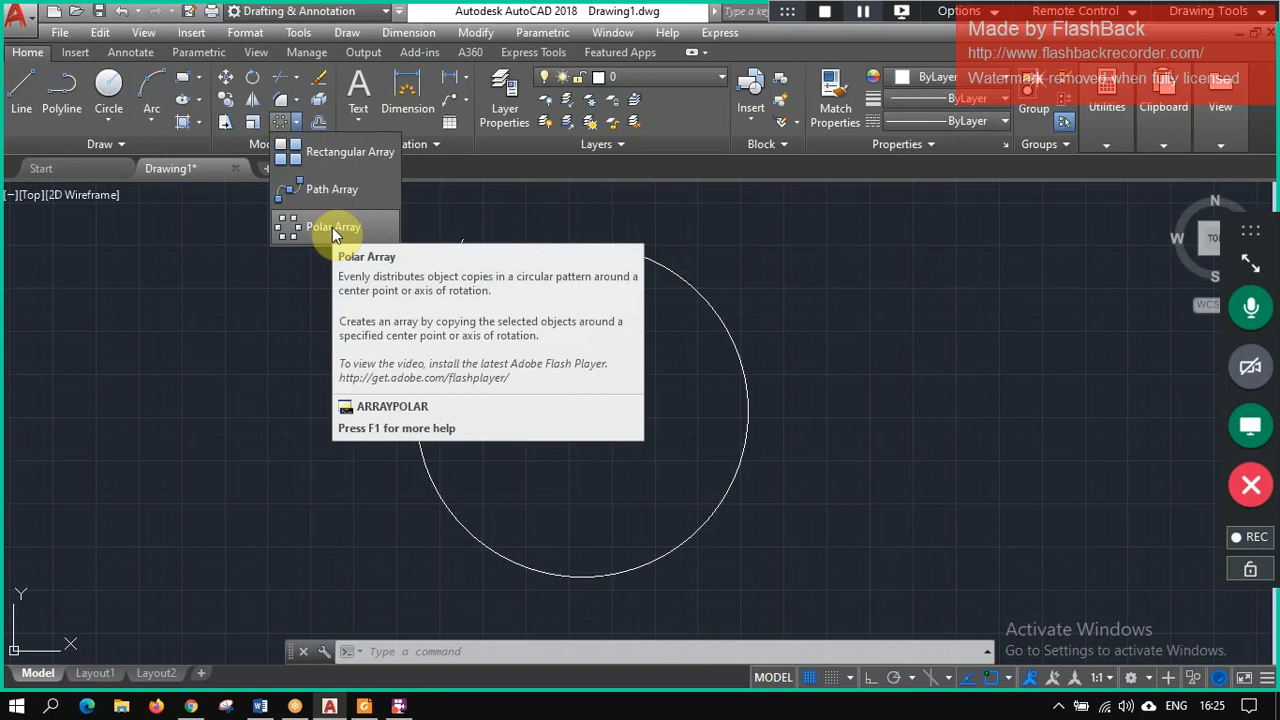 Drafting & Annotation
Autodesk AutoCAD 2018 Drawing1.dwg
Type a key
Options
Remote Control
Drawing Tools
Made by FlashBack
http://www.flashbackrecorder.com/
Watermark removed when fully licensed
File Edit View Insert Format Tools Draw Dimension Modify Parametric Window Help Express
Home Insert Annotate Parametric View Manage Output Add-ins A360 Express Tools Featured Apps
0
ByLayer
ByLayer
ByLayer
Line Polyline Circle Arc
Text Dimension
Layer
Properties
Insert
Match
Properties
Group
Utilities
Clipboard
View
Draw
Layers
Block
Properties
Groups
Rectangular Array
Path Array
Polar Array
Start
Drawing1*
[−][Top][2D Wireframe]
N
W
S
WCS
Polar Array
Evenly distributes object copies in a circular pattern around a
center point or axis of rotation.
Creates an array by copying the selected objects around a
specified center point or axis of rotation.
To view the video, install the latest Adobe Flash Player.
http://get.adobe.com/flashplayer/
ARRAYPOLAR
Press F1 for more help
REC
Y
X
Activate Windows
Go to Settings to activate Windows.
Type a command
Model Layout1 Layout2
MODEL
1:1
ENG
16:25